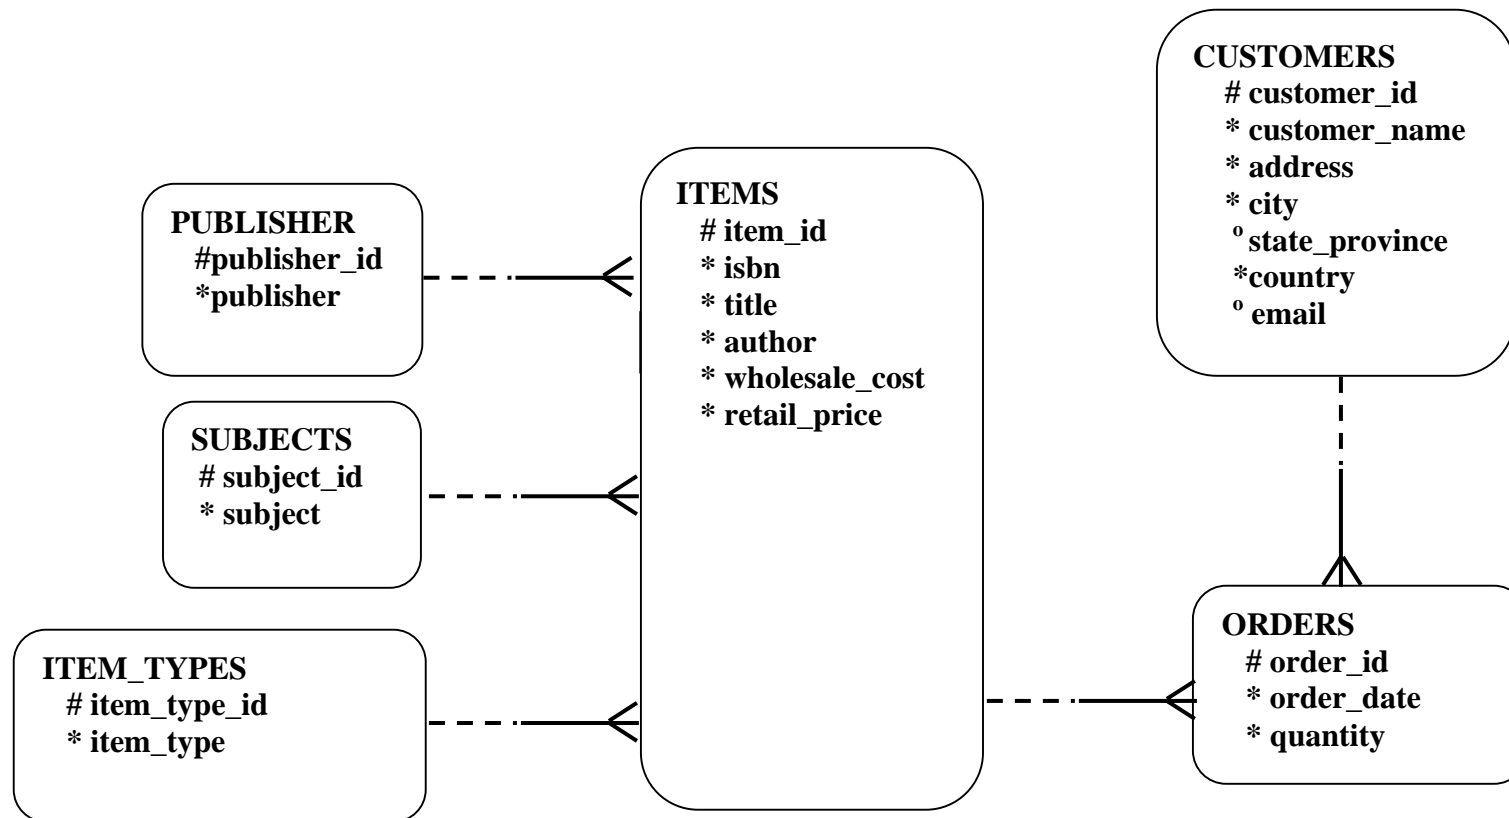 PUBLISHER
#publisher_id
*publisher
SUBJECTS
# subject_id
* subject
ITEM_TYPES
# item_type_id
* item_type
ITEMS
# item_id
* isbn
* title
* author
* wholesale_cost
* retail_price
CUSTOMERS
# customer_id
* customer_name
* address
* city
º state_province
*country
º email
ORDERS
# order_id
* order_date
* quantity